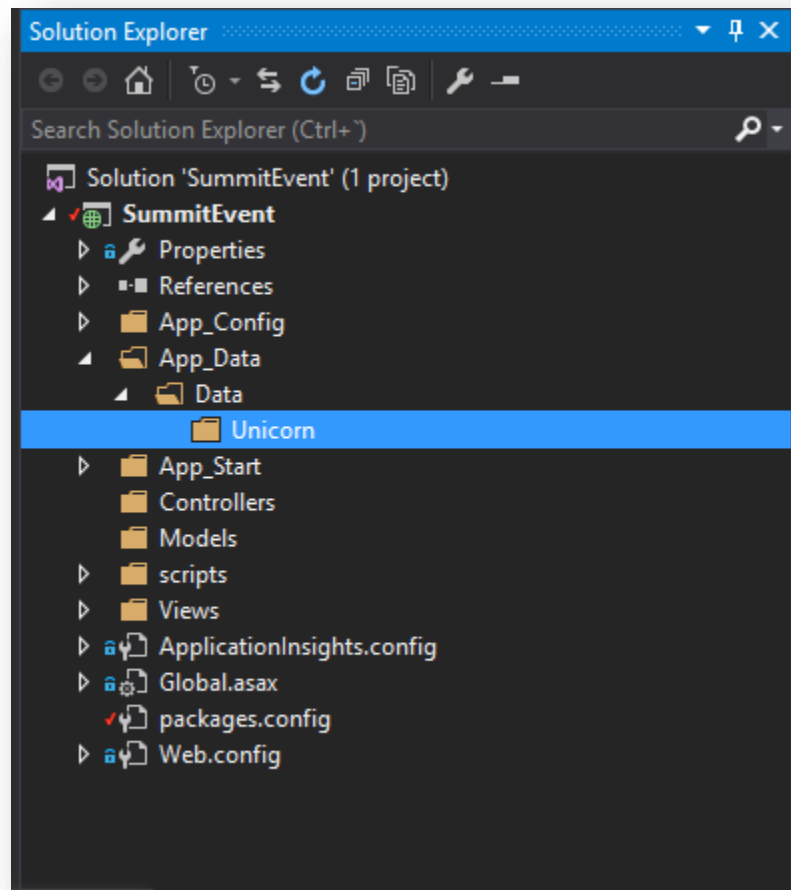 Solution Explorer
Search Solution Explorer (Ctrl+`)
Solution 'SummitEvent' (1 project)
SummitEvent
Properties
References
App_Config
App_Data
Data
Unicorn
App_Start
Controllers
Models
scripts
Views
ApplicationInsights.config
Global.asax
packages.config
Web.config